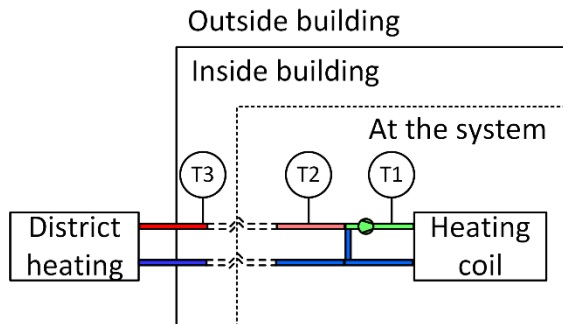 Outside building
Inside building
At the system
T3
T2
T1
District
heating
Heating
coil